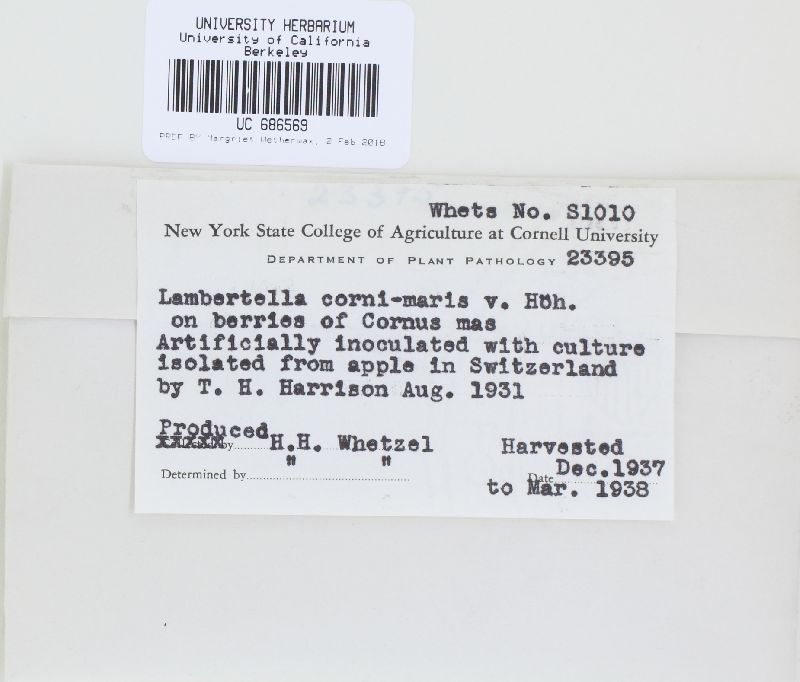 UNIVERSITY HERBARIUM
University of California
Berkeley
UC 686569
PREP BY Margriet Wetherwax, 2 Feb 2018
Whets No. S1010
New York State College of Agriculture at Cornell University
DEPARTMENT OF PLANT PATHOLOGY 23395
Lambertella corni-maris v. Höh.
on berries of Cornus mas
Artificially inoculated with culture
isolated from apple in Switzerland
by T. H. Harrison Aug. 1931
Produced
by H.H. Whetzel Harvested
" " Dec.1937
Determined by Date
to Mar. 1938